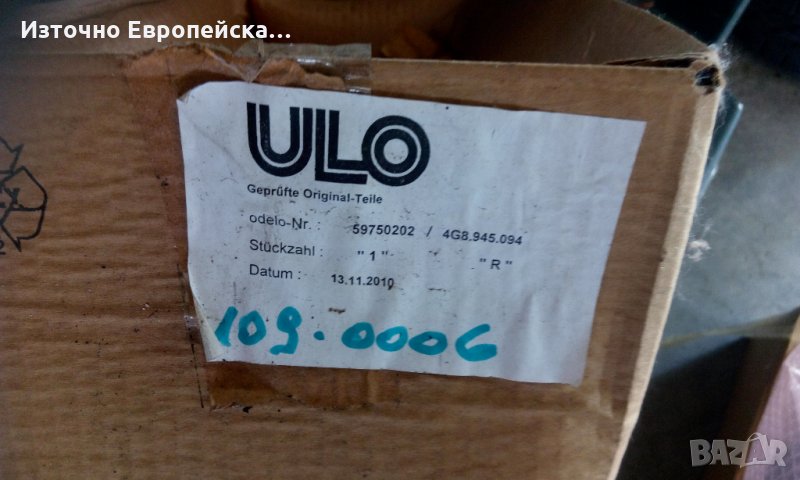 Източно Европейска…
ULO
Geprüfte Original-Teile
odelo-Nr. : 59750202 / 4G8.945.094
Stückzahl : "1" "R"
Datum : 13.11.2010
109.0006
BAZAR